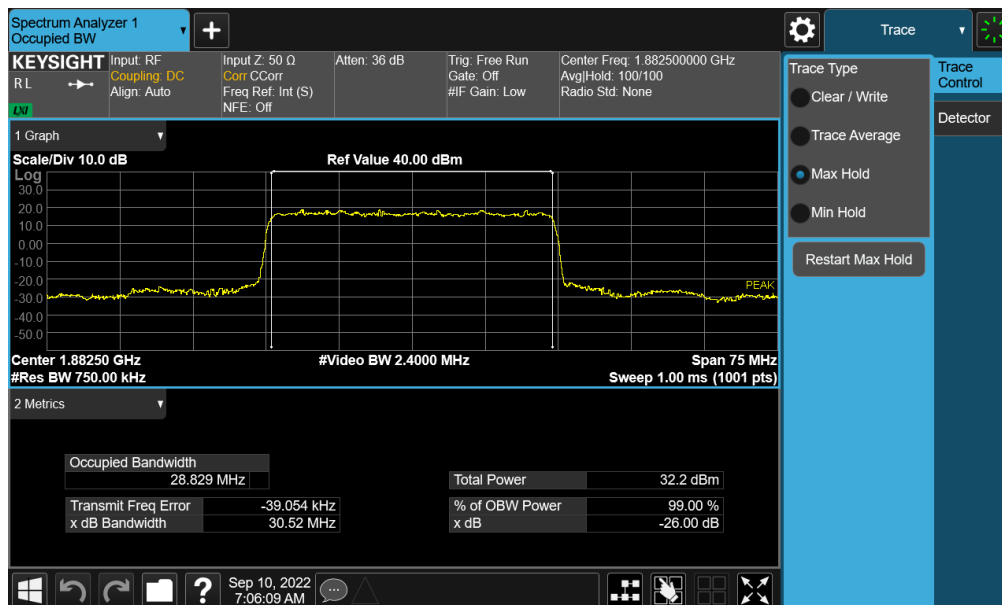 Spectrum Analyzer 1
Occupied BW
Trace
KEYSIGHT
R L
LXI
Input: RF
Coupling: DC
Align: Auto
Input Z: 50 Ω
Corr CCorr
Freq Ref: Int (S)
NFE: Off
Atten: 36 dB
Trig: Free Run
Gate: Off
#IF Gain: Low
Center Freq: 1.882500000 GHz
Avg|Hold: 100/100
Radio Std: None
1 Graph
Scale/Div 10.0 dB
Ref Value 40.00 dBm
Log
30.0
20.0
10.0
0.00
-10.0
-20.0
-30.0
-40.0
-50.0
PEAK
Center 1.88250 GHz
#Video BW 2.4000 MHz
Span 75 MHz
#Res BW 750.00 kHz
Sweep 1.00 ms (1001 pts)
2 Metrics
Occupied Bandwidth
28.829 MHz
Total Power 32.2 dBm
Transmit Freq Error -39.054 kHz
% of OBW Power 99.00 %
x dB Bandwidth 30.52 MHz
x dB -26.00 dB
Trace Type
Clear / Write
Trace Average
Max Hold
Min Hold
Restart Max Hold
Trace
Control
Detector
?
Sep 10, 2022
7:06:09 AM